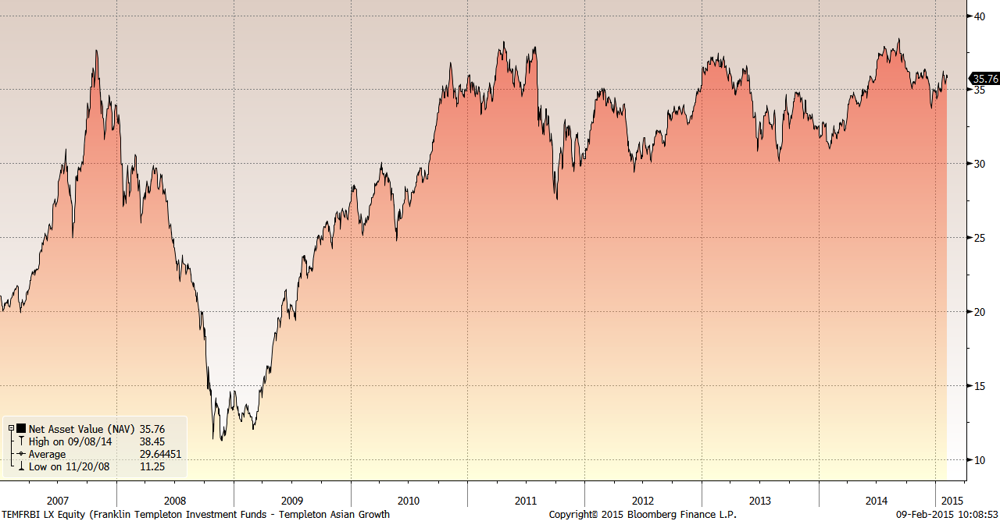 40
35.76
35
30
25
20
15
10
Net Asset Value (NAV) 35.76
High on 09/08/14 38.45
Average 29.64451
Low on 11/20/08 11.25
2007 2008 2009 2010 2011 2012 2013 2014 2015
TEMFRBI LX Equity (Franklin Templeton Investment Funds - Templeton Asian Growth Copyright© 2015 Bloomberg Finance L.P. 09-Feb-2015 10:08:53